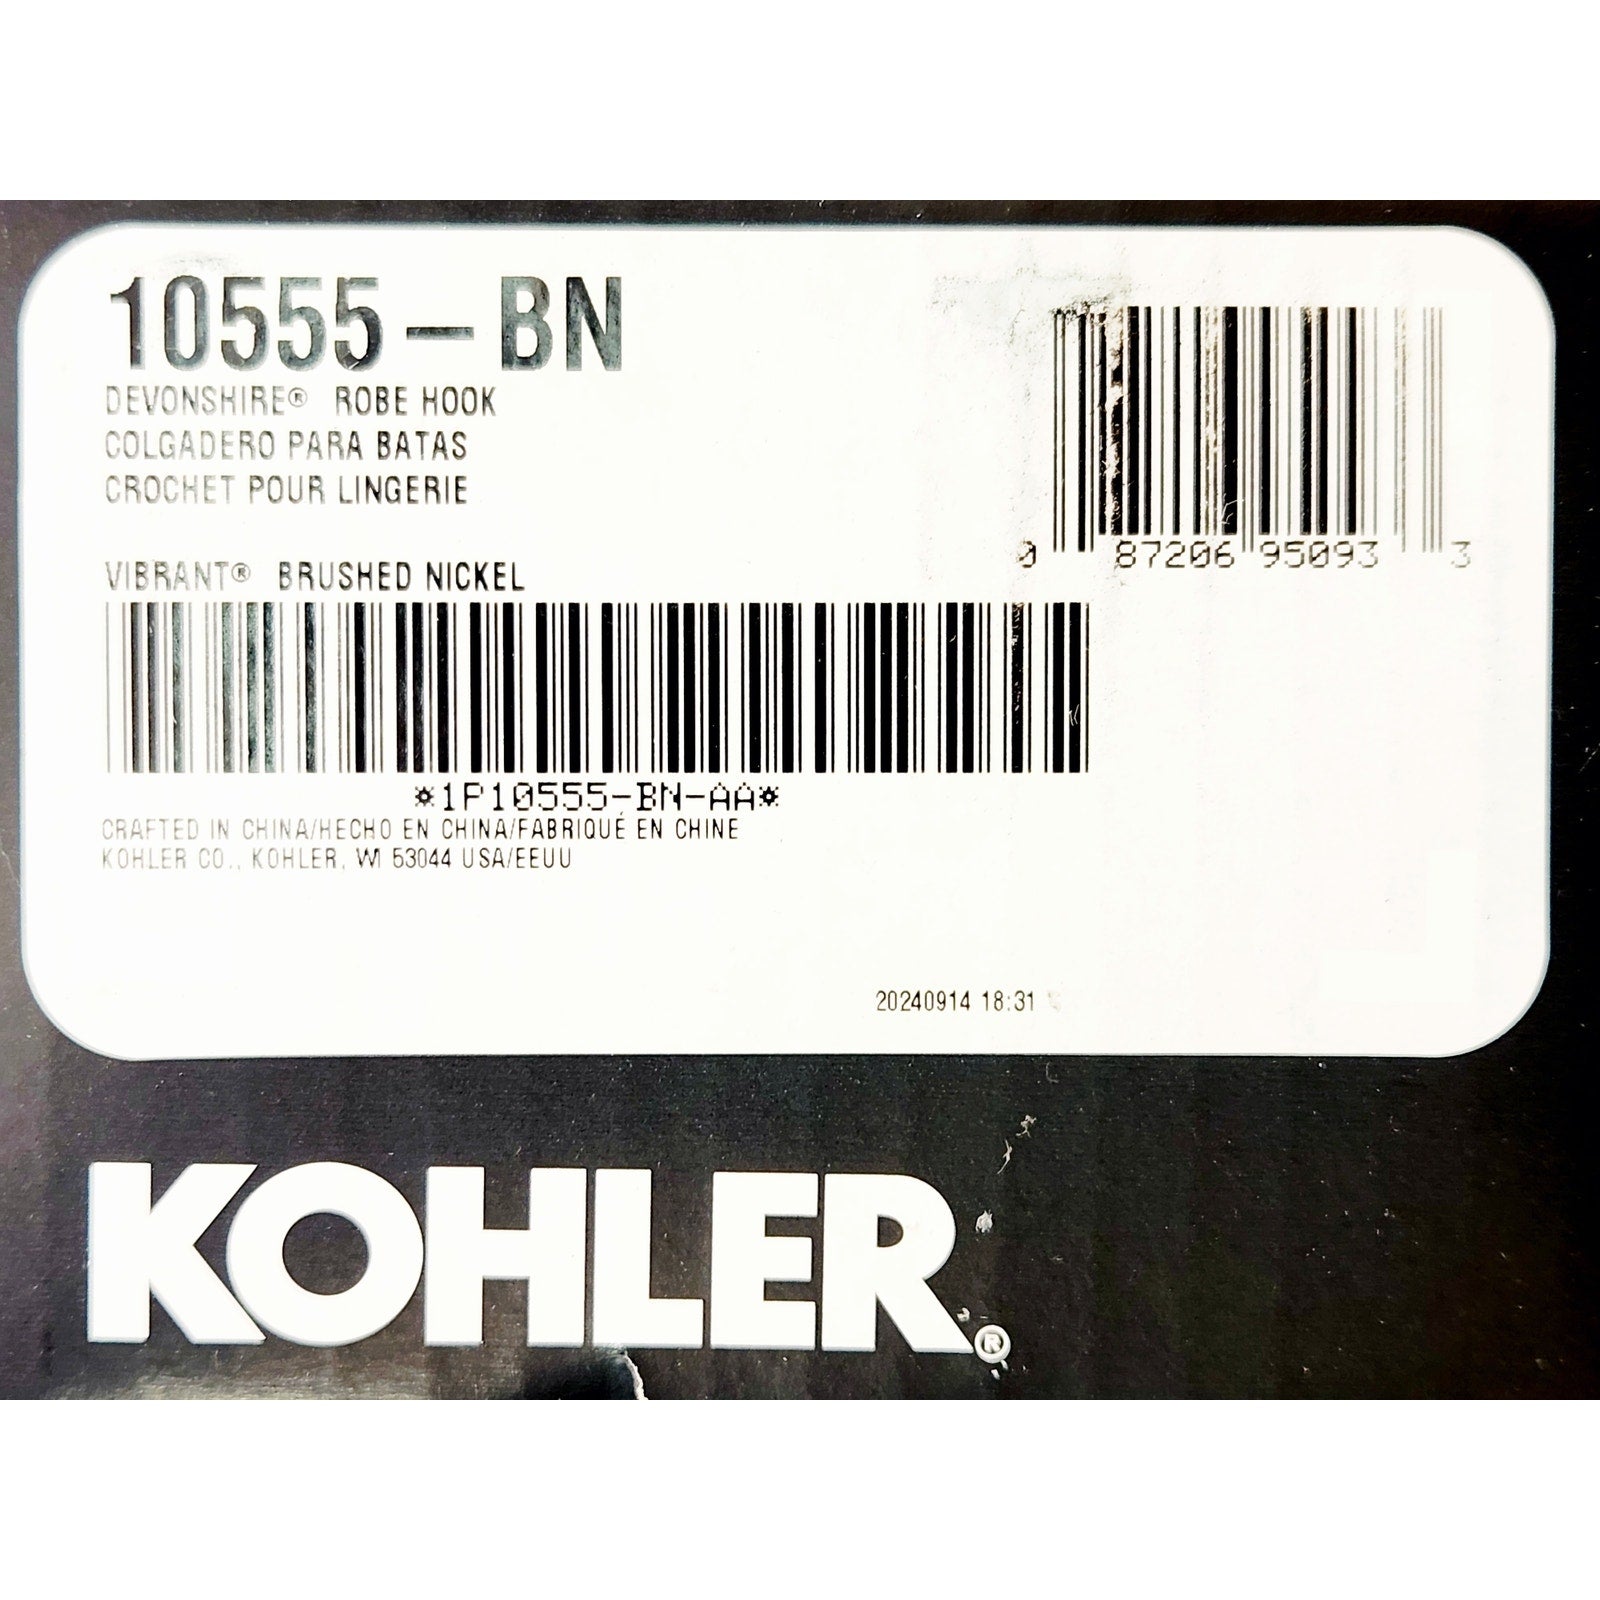 10555-BN
DEVONSHIRE® ROBE HOOK
COLGADERO PARA BATAS
CROCHET POUR LINGERIE
0 87206 95093 3
VIBRANT® BRUSHED NICKEL
*1P10555-BN-AA*
CRAFTED IN CHINA/HECHO EN CHINA/FABRIQUÉ EN CHINE
KOHLER CO., KOHLER, WI 53044 USA/EEUU
20240914 18:31
KOHLER®